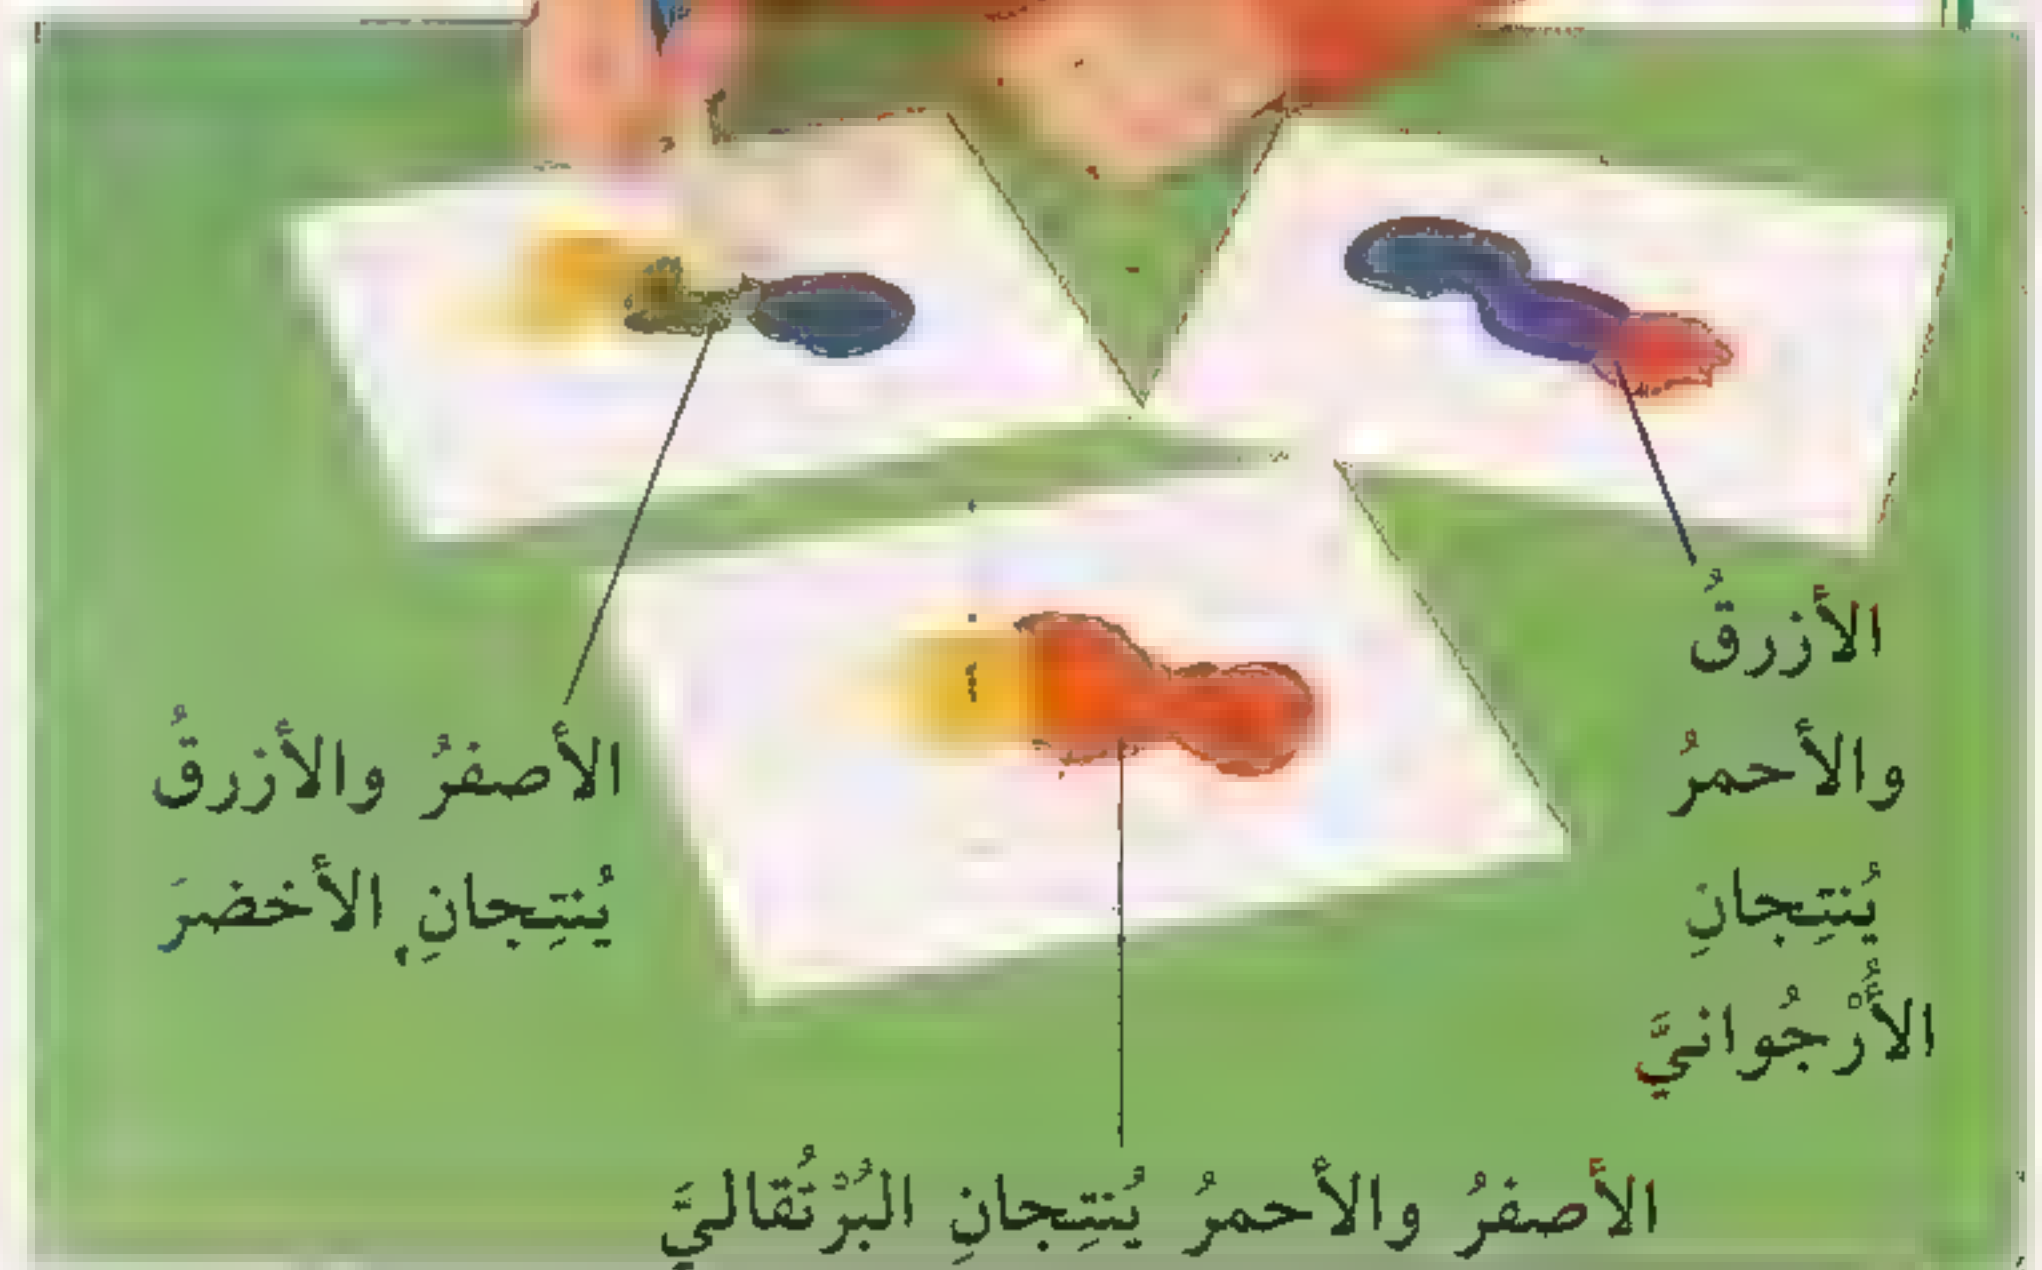 الأزرقُ
والأحمرُ
يُنتِجانِ
الأُرْجُوانيَّ
الأصفرُ والأزرقُ
يُنتِجانِ الأخضرَ
الأصفرُ والأحمرُ يُنتِجانِ البُرْتُقاليَّ